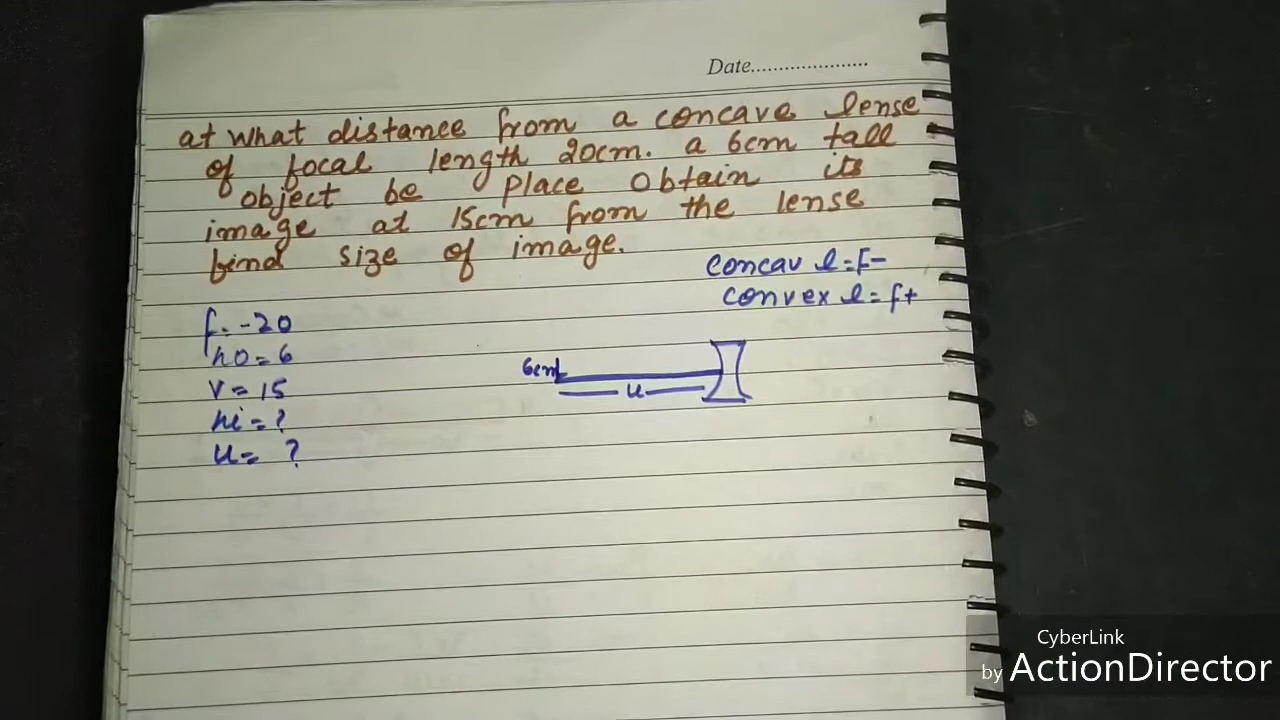 Date.....................
at what distance from a concave lense
of focal length 20cm. a 6cm tall
object be place obtain its
image at 15cm from the lense
find size of image.
concav l=F-
convex l=f+
f=-20
ho=6
v=15
hi=?
u=?
6cm
u
CyberLink
by ActionDirector